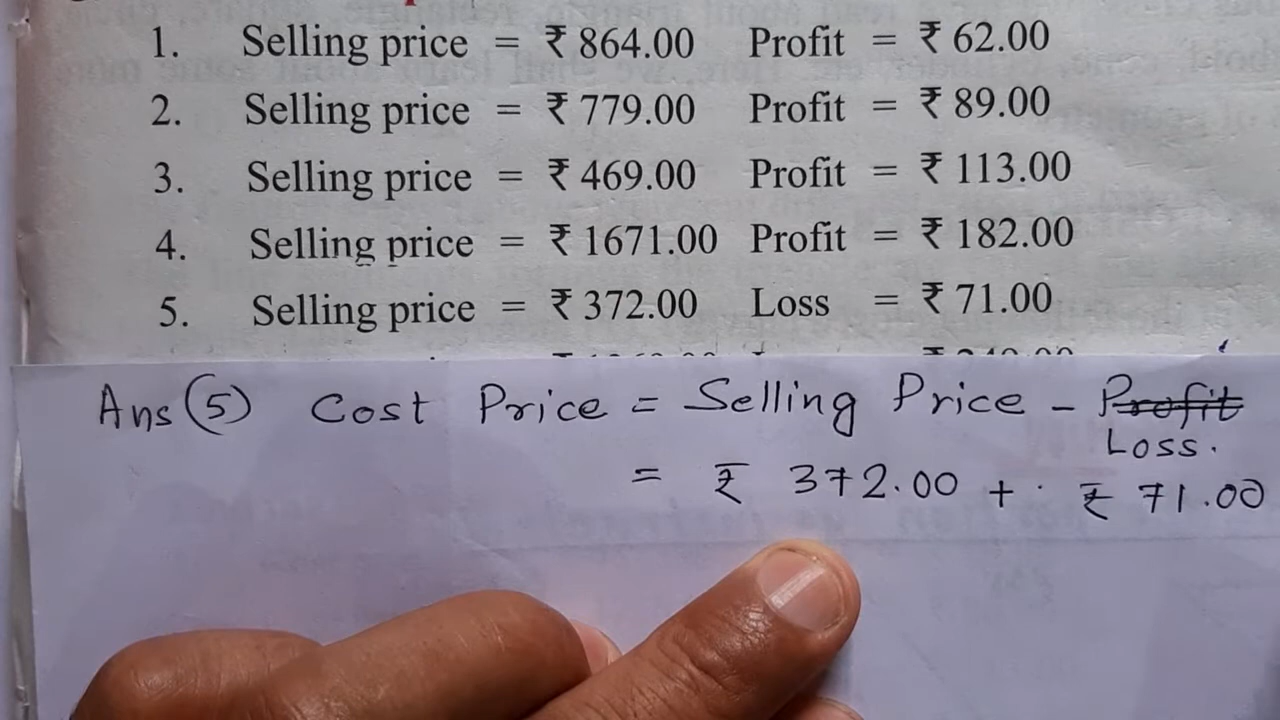 1. Selling price = ₹ 864.00 Profit = ₹ 62.00
2. Selling price = ₹ 779.00 Profit = ₹ 89.00
3. Selling price = ₹ 469.00 Profit = ₹ 113.00
4. Selling price = ₹ 1671.00 Profit = ₹ 182.00
5. Selling price = ₹ 372.00 Loss = ₹ 71.00
Ans (5) Cost Price = Selling Price - Profit
Loss.
= ₹ 372.00 + ₹ 71.00